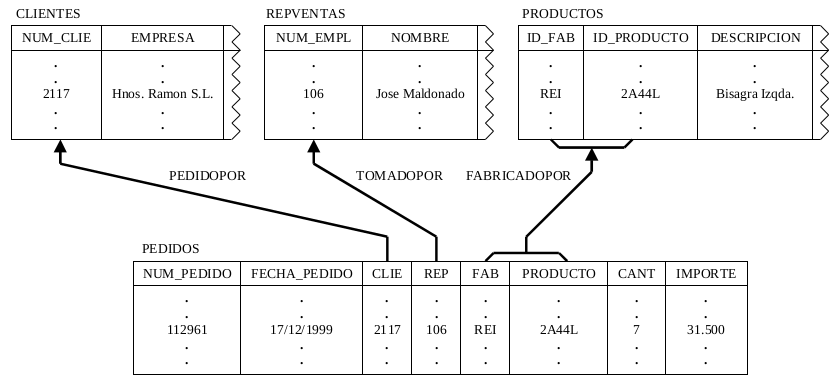 CLIENTES REPVENTAS PRODUCTOS
NUM_CLIE EMPRESA NUM_EMPL NOMBRE ID_FAB ID_PRODUCTO DESCRIPCION
2117 Hnos. Ramon S.L. 106 Jose Maldonado REI 2A44L Bisagra Izqda.
PEDIDOPOR TOMADOPOR FABRICADOPOR
PEDIDOS
NUM_PEDIDO FECHA_PEDIDO CLIE REP FAB PRODUCTO CANT IMPORTE
112961 17/12/1999 2117 106 REI 2A44L 7 31.500